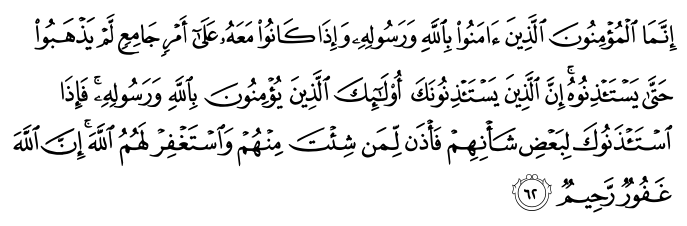 إِنَّمَا ٱلْمُؤْمِنُونَ ٱلَّذِينَ ءَامَنُوا۟ بِٱللَّهِ وَرَسُولِهِۦ وَإِذَا كَانُوا۟ مَعَهُۥ عَلَىٰٓ أَمْرٍ جَامِعٍ لَّمْ يَذْهَبُوا۟
حَتَّىٰ يَسْتَـْٔذِنُوهُ ۚ إِنَّ ٱلَّذِينَ يَسْتَـْٔذِنُونَكَ أُو۟لَـٰٓئِكَ ٱلَّذِينَ يُؤْمِنُونَ بِٱللَّهِ وَرَسُولِهِۦ ۚ فَإِذَا
ٱسْتَـْٔذَنُوكَ لِبَعْضِ شَأْنِهِمْ فَأْذَن لِّمَن شِئْتَ مِنْهُمْ وَٱسْتَغْفِرْ لَهُمُ ٱللَّهَ ۚ إِنَّ ٱللَّهَ
غَفُورٌ رَّحِيمٌ ٦٢